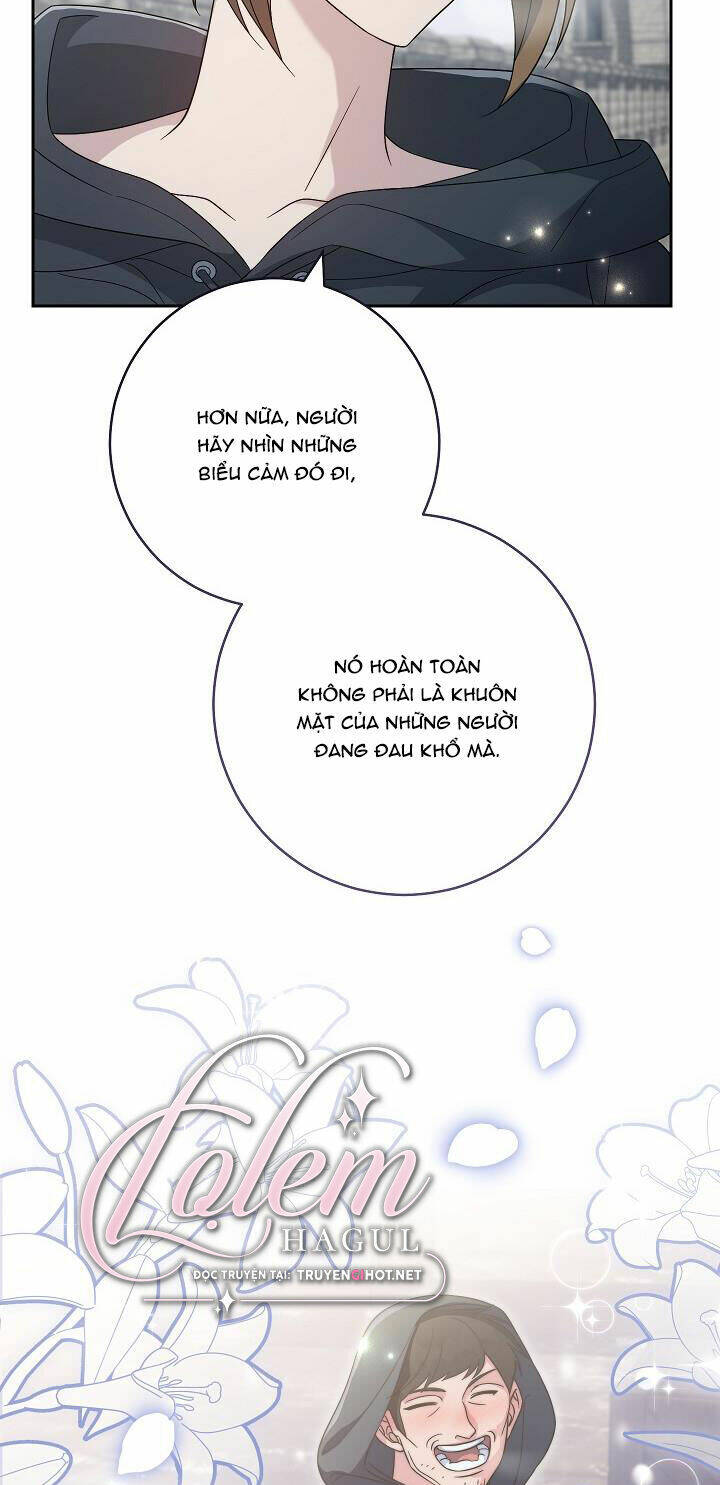 HƠN NỮA, NGƯỜI
HÃY NHÌN NHỮNG
BIỂU CẢM ĐÓ ĐI,
NÓ HOÀN TOÀN
KHÔNG PHẢI LÀ KHUÔN
MẶT CỦA NHỮNG NGƯỜI
ĐANG ĐAU KHỔ MÀ.
Lọlem
HAGUL
ĐỌC TRUYỆN TẠI: TRUYENGIHOT.NET